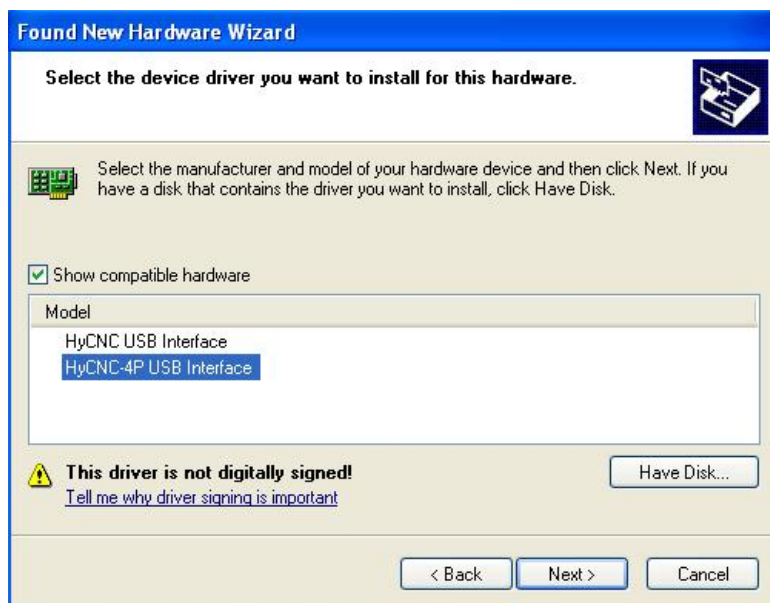 Found New Hardware Wizard
Select the device driver you want to install for this hardware.
Select the manufacturer and model of your hardware device and then click Next. If you
have a disk that contains the driver you want to install, click Have Disk.
Show compatible hardware
Model
HyCNC USB Interface
HyCNC-4P USB Interface
This driver is not digitally signed!
Have Disk...
Tell me why driver signing is important
< Back
Next >
Cancel